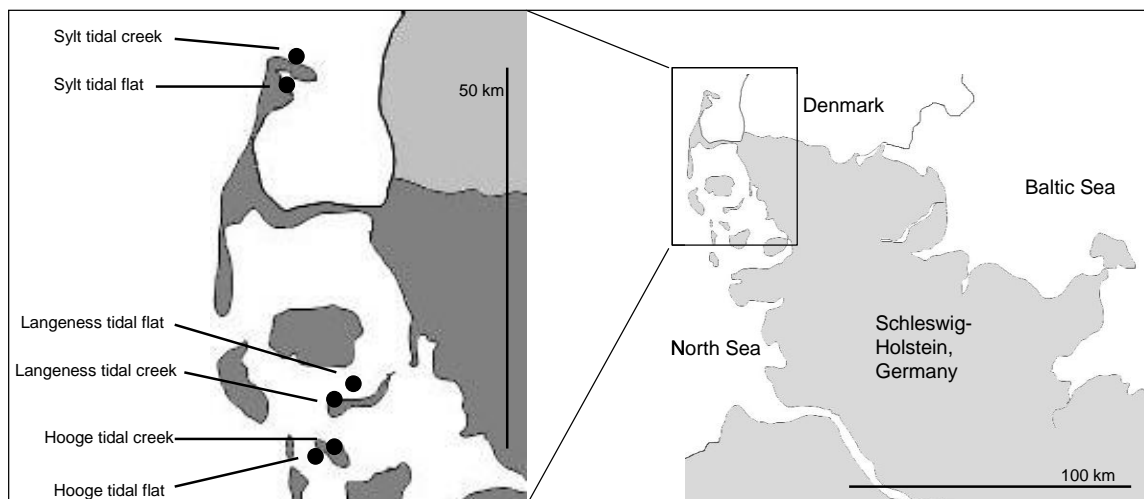 Sylt tidal creek
Sylt tidal flat
50 km
Langeness tidal flat
Langeness tidal creek
Hooge tidal creek
Hooge tidal flat
Denmark
Baltic Sea
North Sea
Schleswig-
Holstein,
Germany
100 km